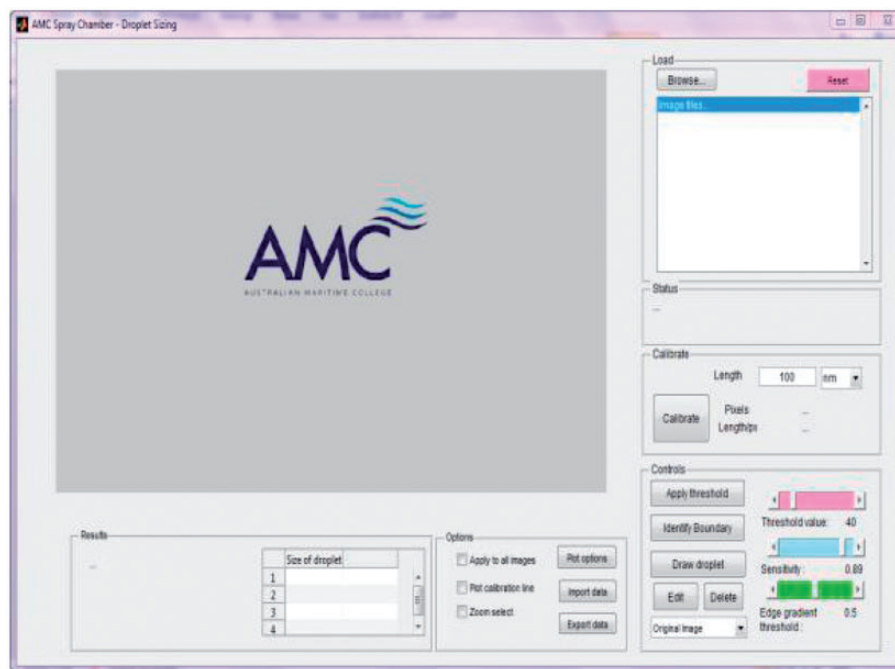 AMC Spray Chamber - Droplet Sizing
AMC
AUSTRALIAN MARITIME COLLEGE
Load
Browse...
Reset
Image files...
Status
...
Calibrate
Length 100 nm
Calibrate
Pixels ...
Length/px ...
Controls
Apply threshold
Threshold value: 40
Identify Boundary
Sensitivity : 0.89
Draw droplet
Edit Delete
Edge gradient threshold : 0.5
Original Image
Results
...
Size of droplet
1
2
3
4
Options
Apply to all images
Plot options
Plot calibration line
Import data
Zoom select
Export data